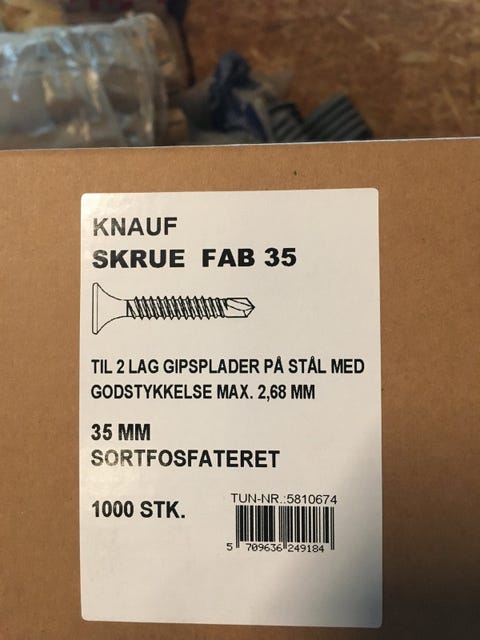 KNAUF
SKRUE FAB 35
TIL 2 LAG GIPSPLADER PÅ STÅL MED
GODSTYKKELSE MAX. 2,68 MM
35 MM
SORTFOSFATERET
1000 STK.
TUN-NR.:5810674
5 709636 249184